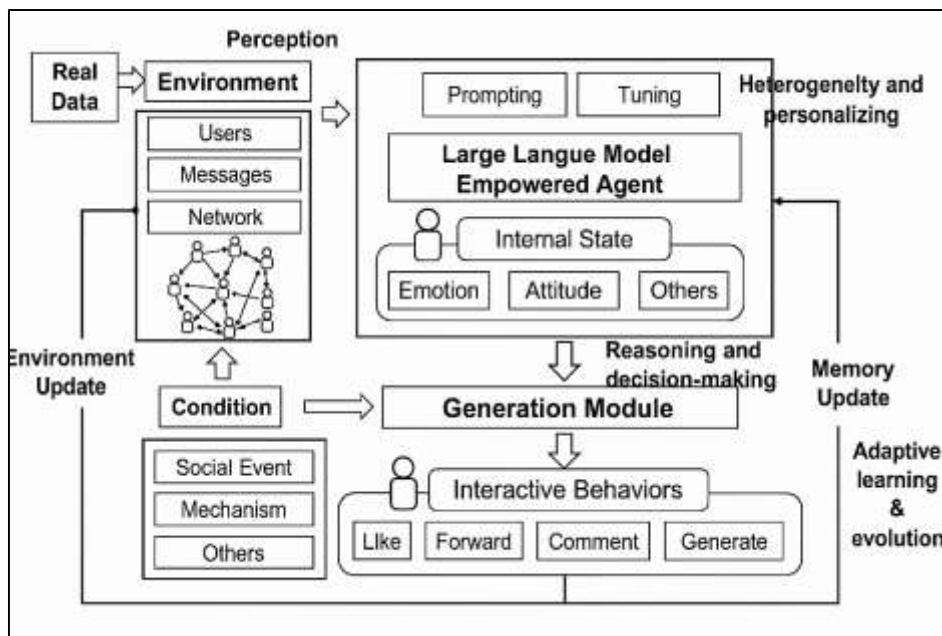 Perception
Real
Data
Environment
Users
Messages
Network
Prompting
Tuning
Heterogenelty and
personalizing
Large Langue Model
Empowered Agent
Internal State
Emotion
Attitude
Others
Environment
Update
Reasoning and
decision-making
Memory
Update
Condition
Generation Module
Social Event
Mechanism
Others
Interactive Behaviors
LIke
Forward
Comment
Generate
Adaptive
learning
&
evolution